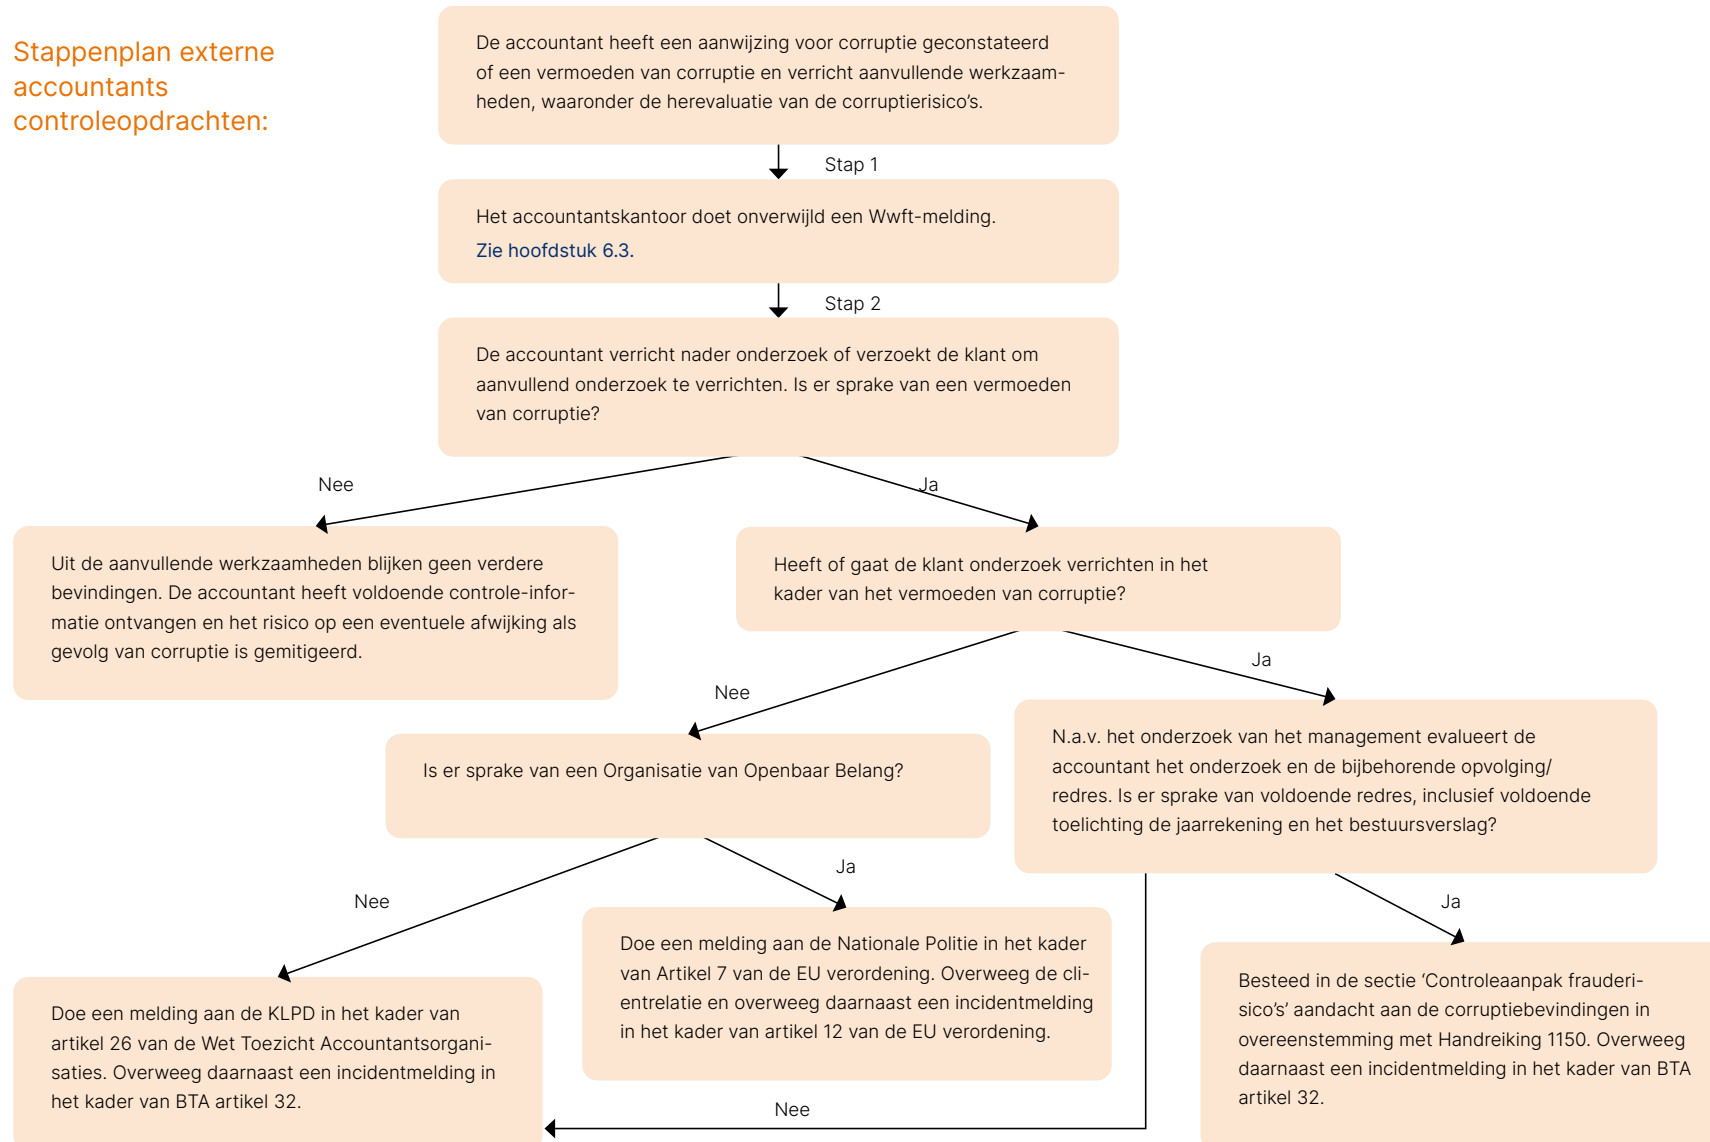 Stappenplan externe
accountants
controleopdrachten:
De accountant heeft een aanwijzing voor corruptie geconstateerd
of een vermoeden van corruptie en verricht aanvullende werkzaam-
heden, waaronder de herevaluatie van de corruptierisico’s.
Stap 1
Het accountantskantoor doet onverwijld een Wwft-melding.
Zie hoofdstuk 6.3.
Stap 2
De accountant verricht nader onderzoek of verzoekt de klant om
aanvullend onderzoek te verrichten. Is er sprake van een vermoeden
van corruptie?
Nee
Ja
Uit de aanvullende werkzaamheden blijken geen verdere
bevindingen. De accountant heeft voldoende controle-infor-
matie ontvangen en het risico op een eventuele afwijking als
gevolg van corruptie is gemitigeerd.
Heeft of gaat de klant onderzoek verrichten in het
kader van het vermoeden van corruptie?
Nee
Ja
Is er sprake van een Organisatie van Openbaar Belang?
N.a.v. het onderzoek van het management evalueert de
accountant het onderzoek en de bijbehorende opvolging/
redres. Is er sprake van voldoende redres, inclusief voldoende
toelichting de jaarrekening en het bestuursverslag?
Nee
Ja
Ja
Doe een melding aan de KLPD in het kader van
artikel 26 van de Wet Toezicht Accountantsorgani-
saties. Overweeg daarnaast een incidentmelding in
het kader van BTA artikel 32.
Doe een melding aan de Nationale Politie in het kader
van Artikel 7 van de EU verordening. Overweeg de cli-
entrelatie en overweeg daarnaast een incidentmelding
in het kader van artikel 12 van de EU verordening.
Nee
Besteed in de sectie ‘Controleaanpak frauderi-
sico’s’ aandacht aan de corruptiebevindingen in
overeenstemming met Handreiking 1150. Overweeg
daarnaast een incidentmelding in het kader van BTA
artikel 32.